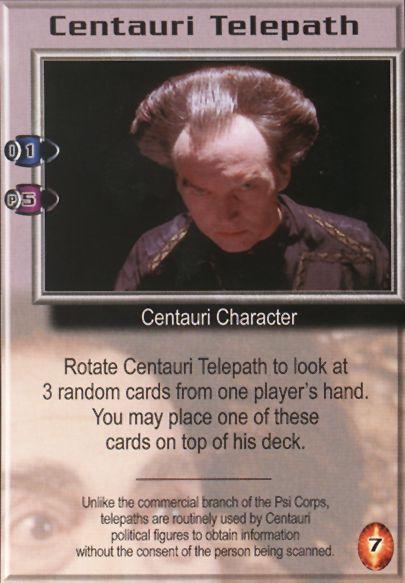 Centauri Telepath
D 1
P 5
Centauri Character
Rotate Centauri Telepath to look at
3 random cards from one player's hand.
You may place one of these
cards on top of his deck.
Unlike the commercial branch of the Psi Corps,
telepaths are routinely used by Centauri
political figures to obtain information
without the consent of the person being scanned.
7